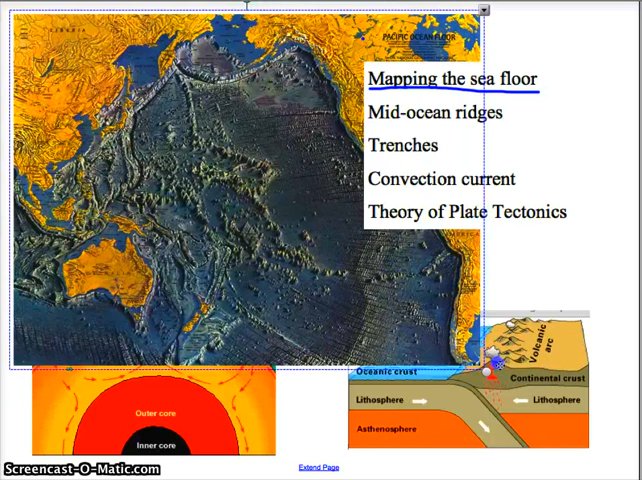 SIBERIA
PACIFIC OCEAN FLOOR
Mapping the sea floor
Mid-ocean ridges
Trenches
Convection current
Theory of Plate Tectonics
Volcanic
arc
Oceanic crust
Continental crust
Lithosphere
Lithosphere
Asthenosphere
Outer core
Inner core
Screencast-O-Matic.com
Extend Page